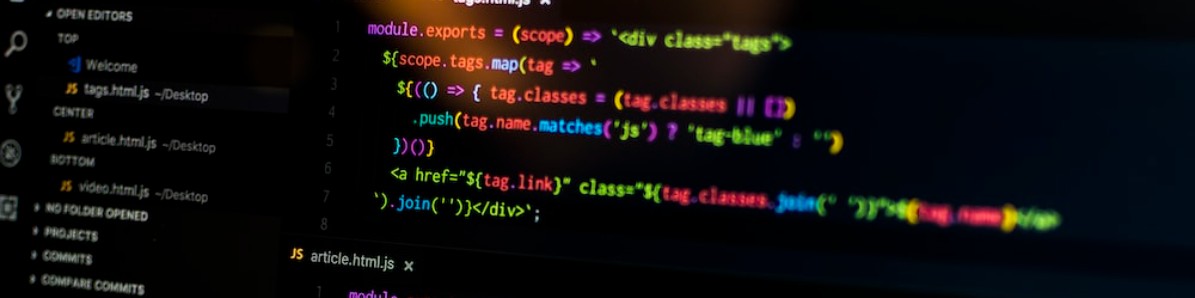 OPEN EDITORS
TOP
Welcome
JS tags.html.js ~/Desktop
CENTER
JS article.html.js ~/Desktop
BOTTOM
JS video.html.js ~/Desktop
NO FOLDER OPENED
PROJECTS
COMMITS
COMPARE COMMITS
tags.html.js ×
1 module.exports = (scope) => `<div class="tags">
2 ${scope.tags.map(tag => `
3 ${(() => { tag.classes = (tag.classes || [])
4 .push(tag.name.matches('js') ? 'tag-blue' : '')
5 })()}
6 <a href="${tag.link}" class="${tag.classes.join(' ')}">${tag.name}</a>
7 `).join('')}</div>`;
8
JS article.html.js ×
1